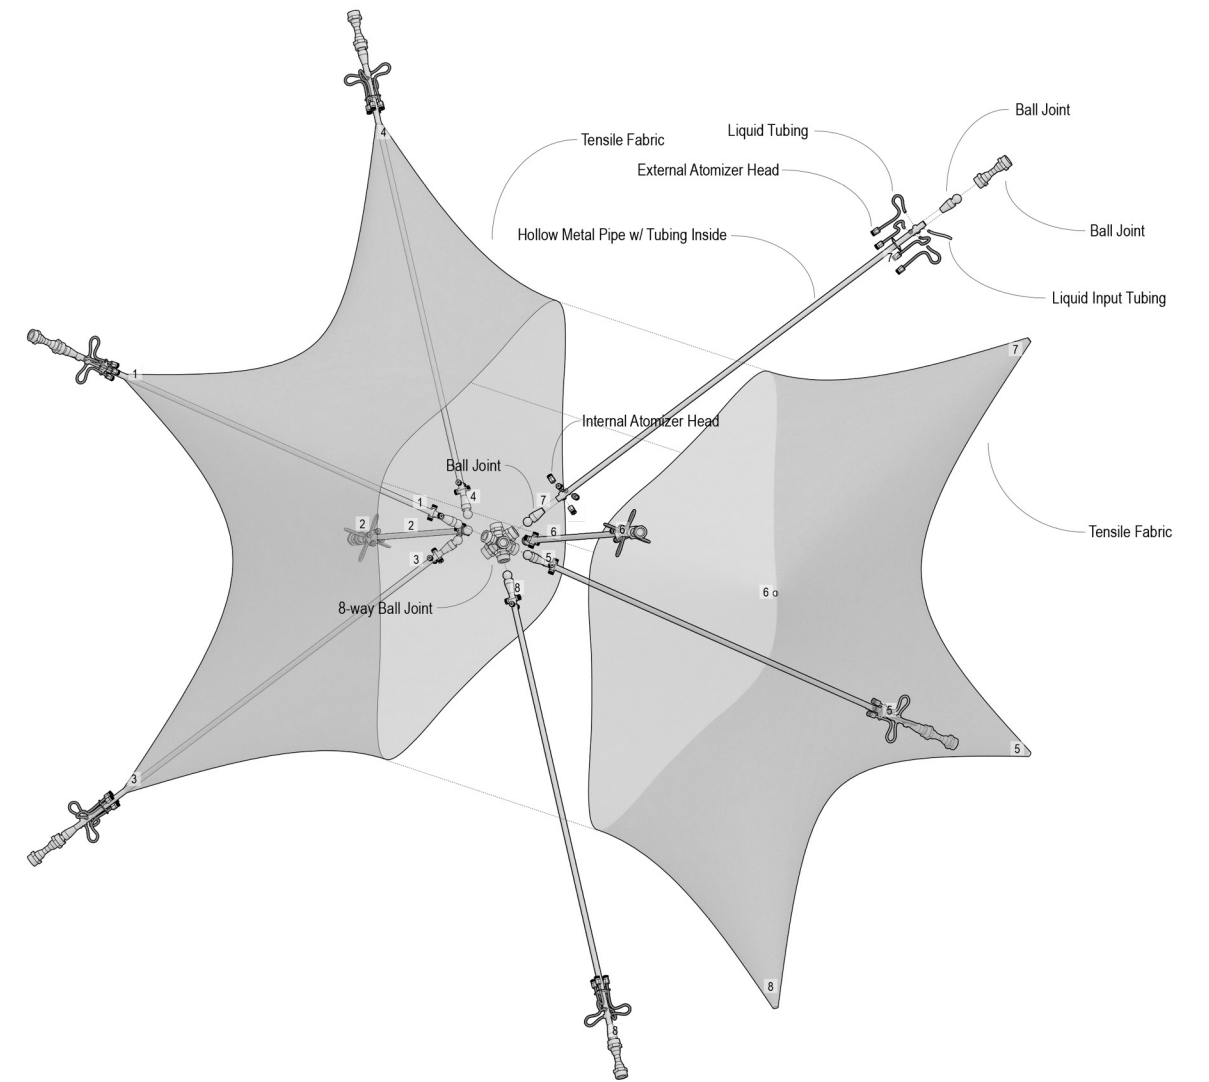 4
Ball Joint
Liquid Tubing
Tensile Fabric
External Atomizer Head
Ball Joint
Hollow Metal Pipe w/ Tubing Inside
7
Liquid Input Tubing
7
1
Internal Atomizer Head
Ball Joint
4
7
1
2
2
6
6
3
5
8
6
Tensile Fabric
8-way Ball Joint
5
5
3
8
8